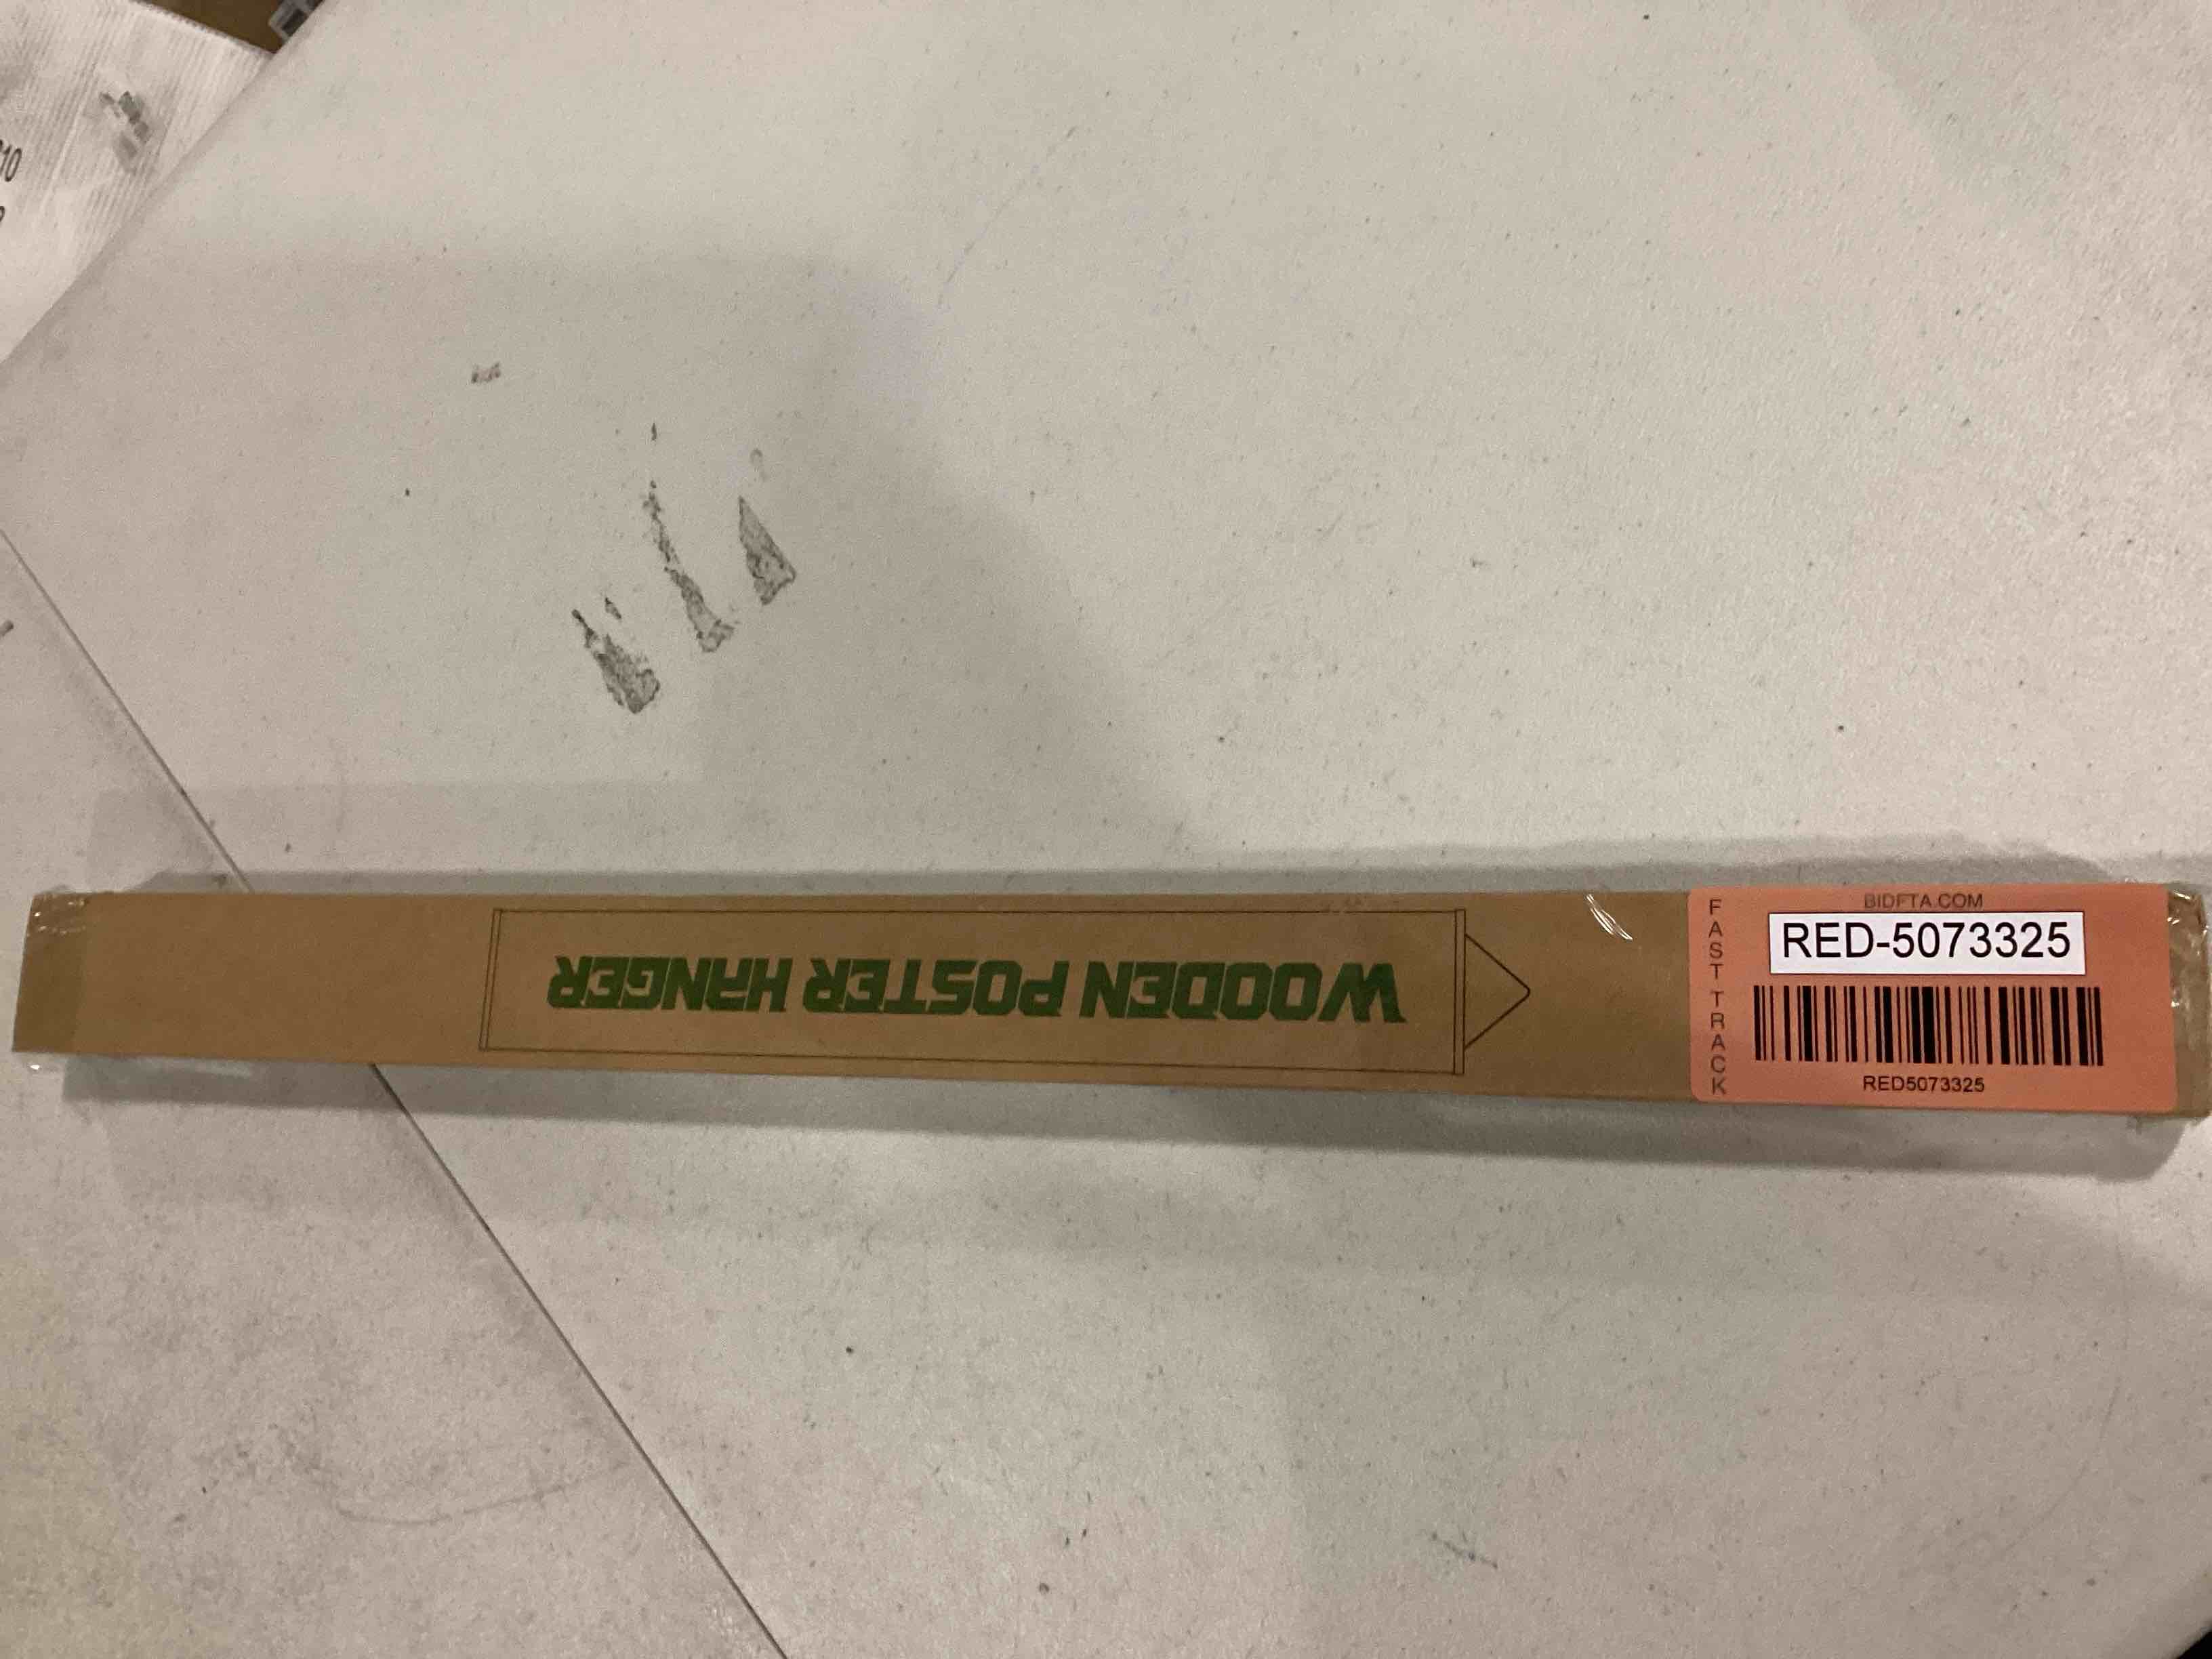 WOODEN POSTER HANGER
FAST TRACK
BIDFTA.COM
RED-5073325
RED5073325